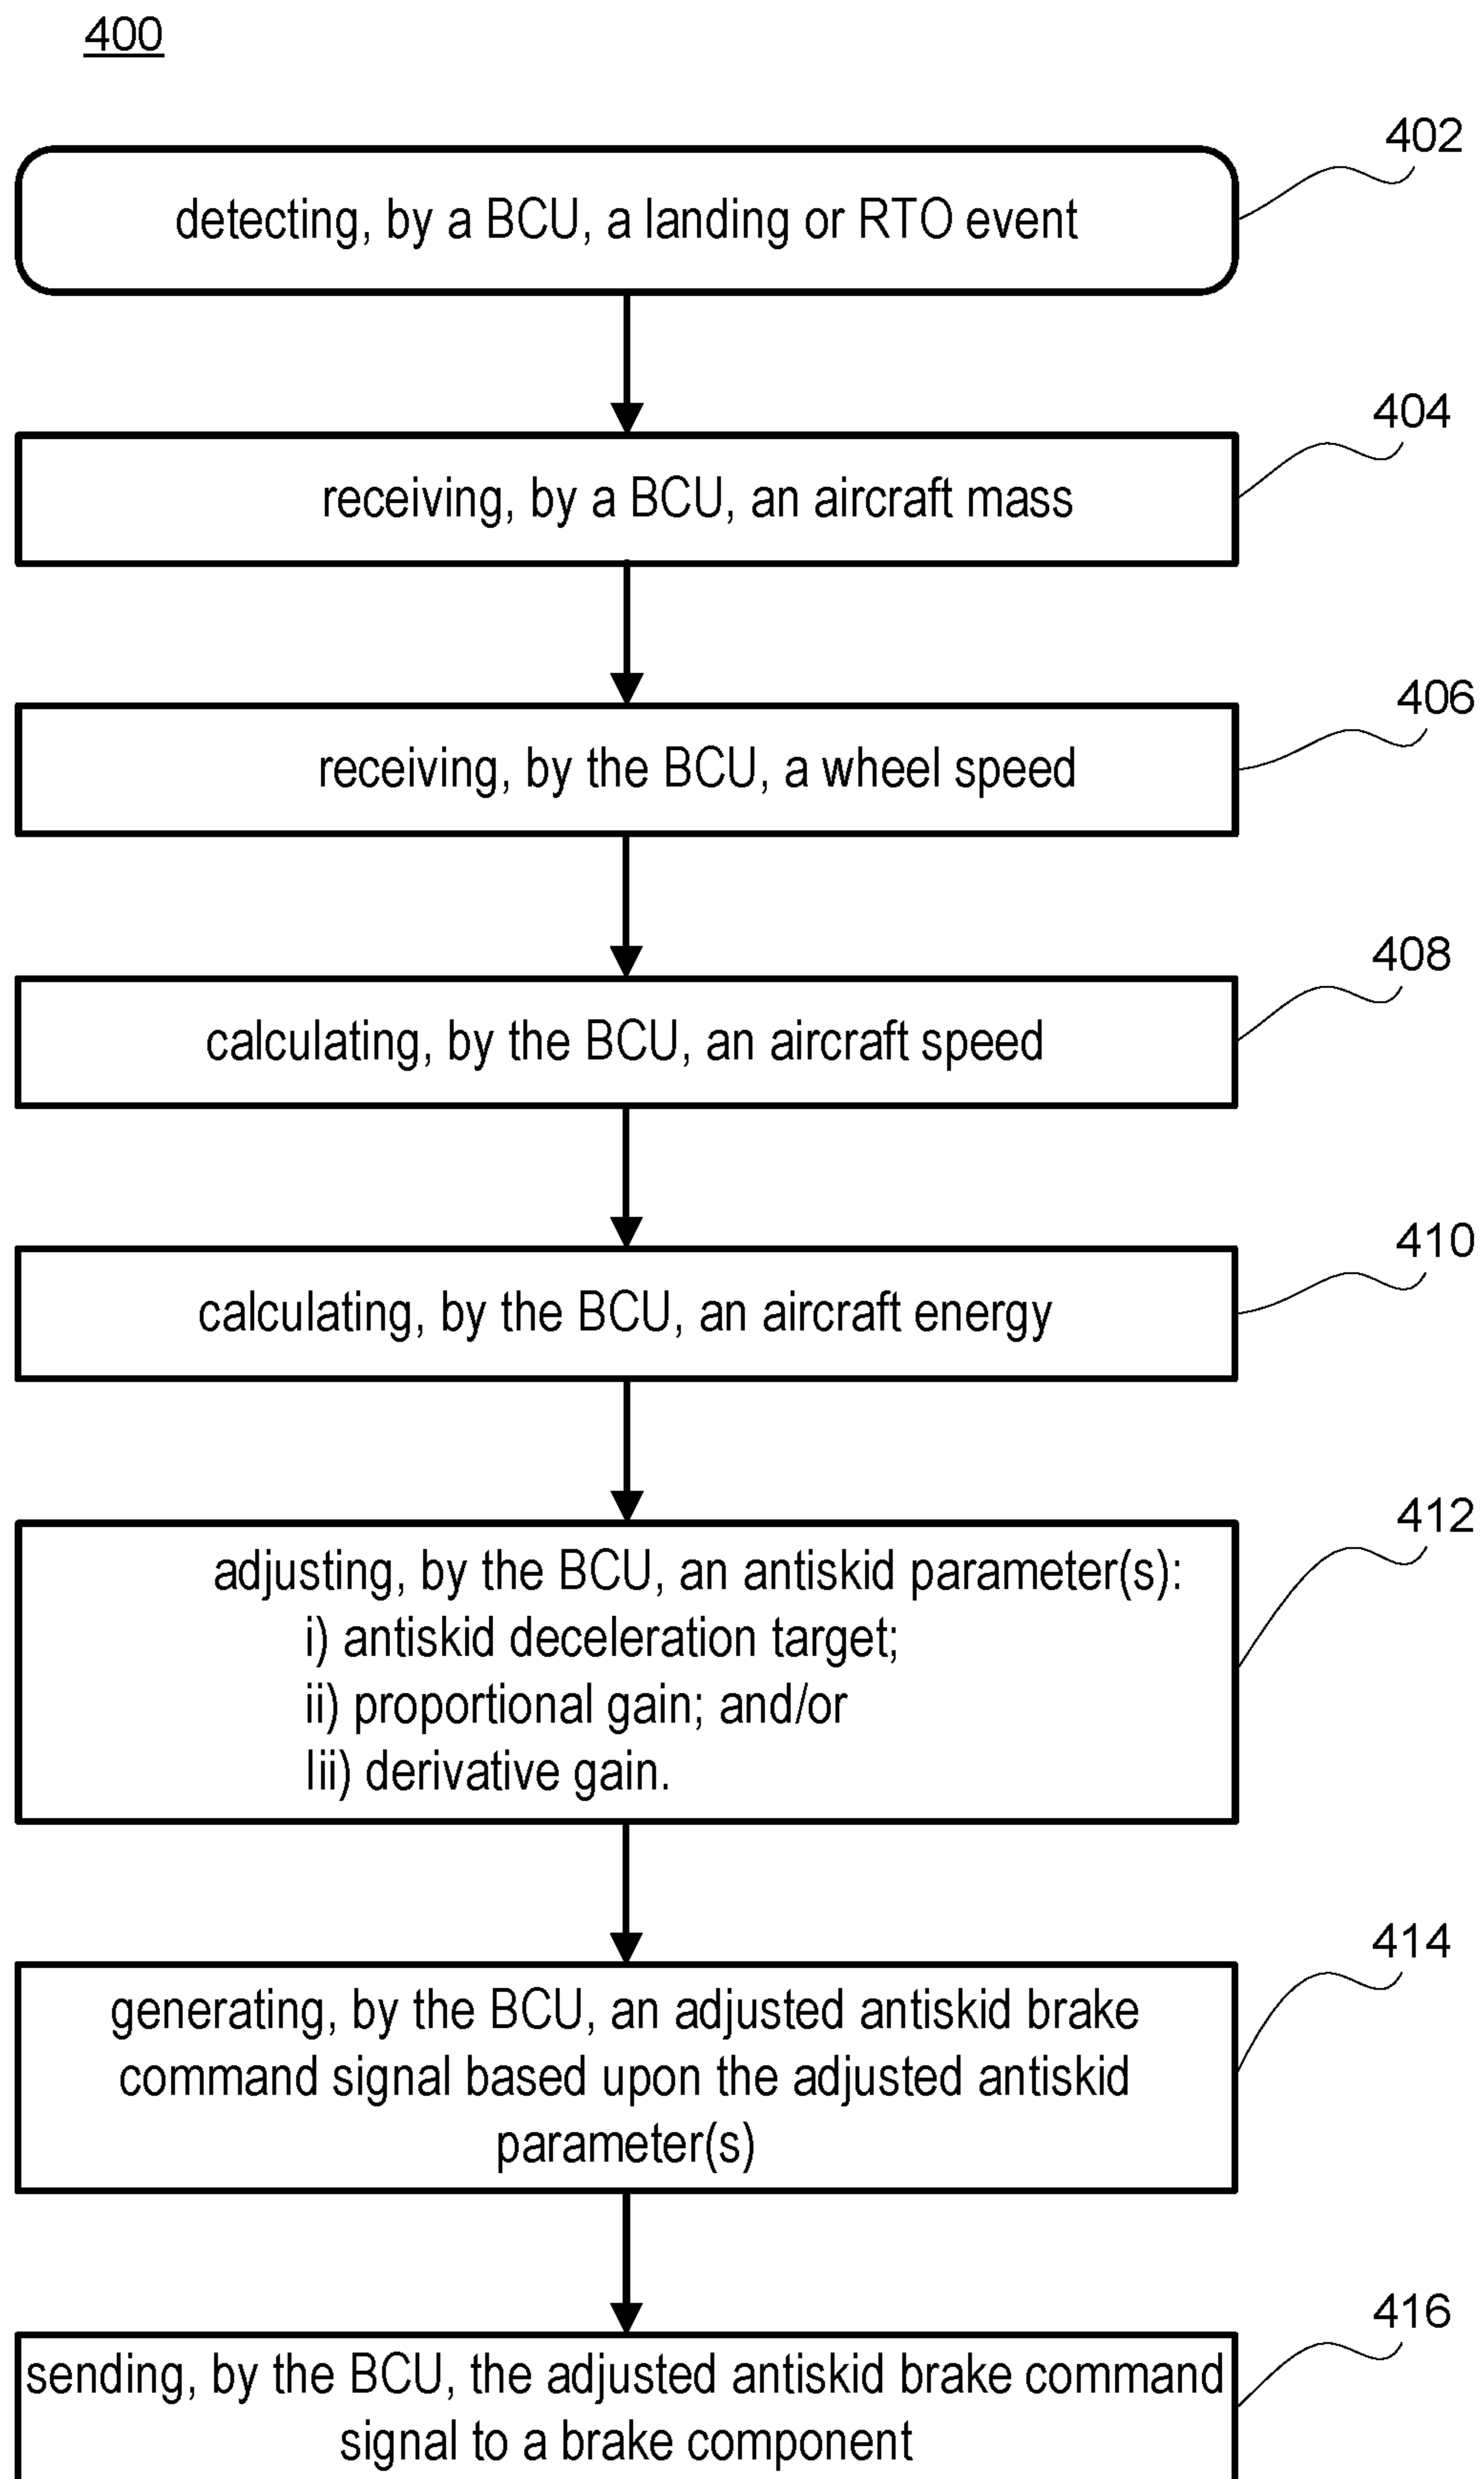 400
402
detecting, by a BCU, a landing or RTO event
404
receiving, by a BCU, an aircraft mass
406
receiving, by the BCU, a wheel speed
408
calculating, by the BCU, an aircraft speed
410
calculating, by the BCU, an aircraft energy
412
adjusting, by the BCU, an antiskid parameter(s):
i) antiskid deceleration target;
ii) proportional gain; and/or
Iii) derivative gain.
414
generating, by the BCU, an adjusted antiskid brake
command signal based upon the adjusted antiskid
parameter(s)
416
sending, by the BCU, the adjusted antiskid brake command
signal to a brake component